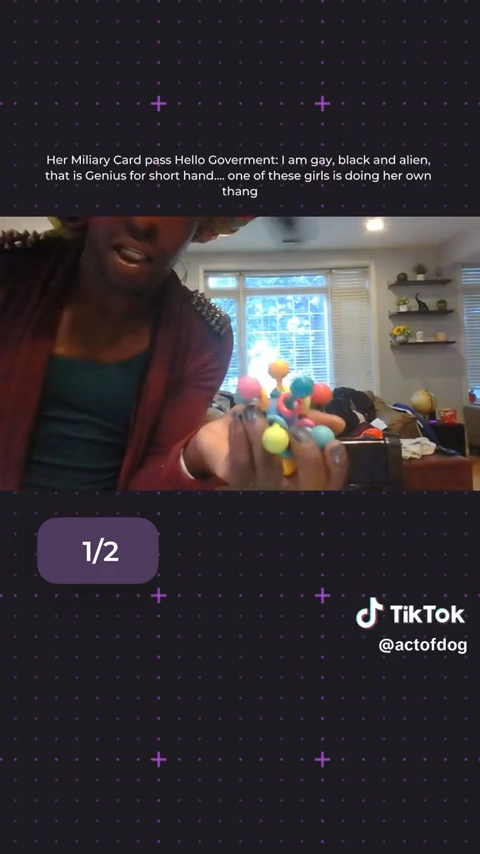 Her Miliary Card pass Hello Goverment: I am gay, black and alien,
that is Genius for short hand.... one of these girls is doing her own
thang
1/2
TikTok
@actofdog